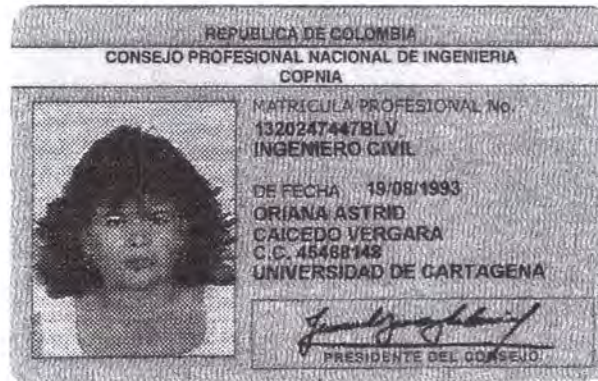 REPUBLICA DE COLOMBIA
CONSEJO PROFESIONAL NACIONAL DE INGENIERIA
COPNIA
MATRICULA PROFESIONAL No.
1320247447BLV
INGENIERO CIVIL
DE FECHA 19/08/1993
ORIANA ASTRID
CAICEDO VERGARA
C.C. 45468148
UNIVERSIDAD DE CARTAGENA
PRESIDENTE DEL CONSEJO